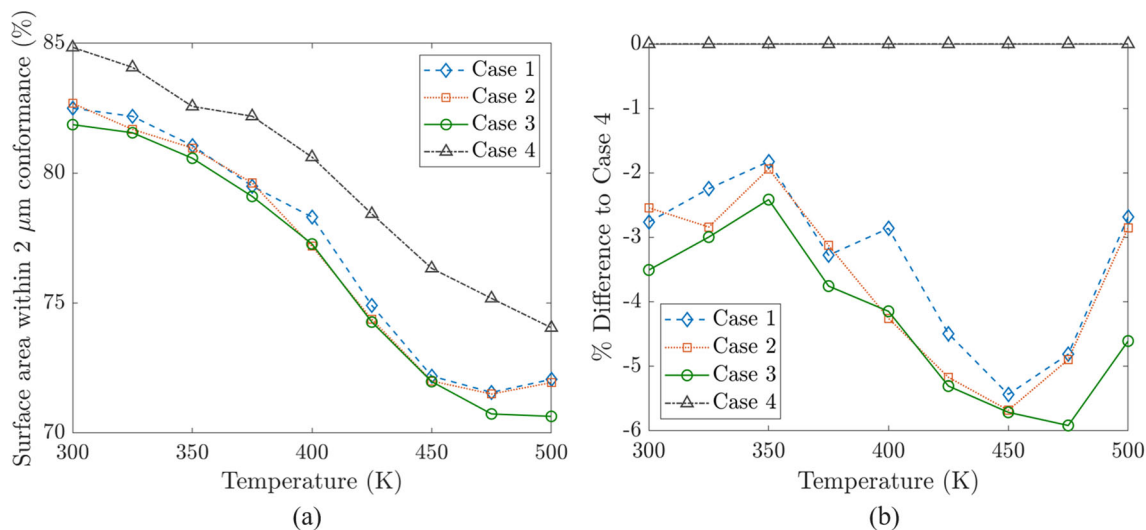 Surface area within 2 μm conformance (%)
85
80
75
70
300
350
400
450
500
Temperature (K)
Case 1
Case 2
Case 3
Case 4
(a)
% Difference to Case 4
0
-1
-2
-3
-4
-5
-6
300
350
400
450
500
Temperature (K)
Case 1
Case 2
Case 3
Case 4
(b)